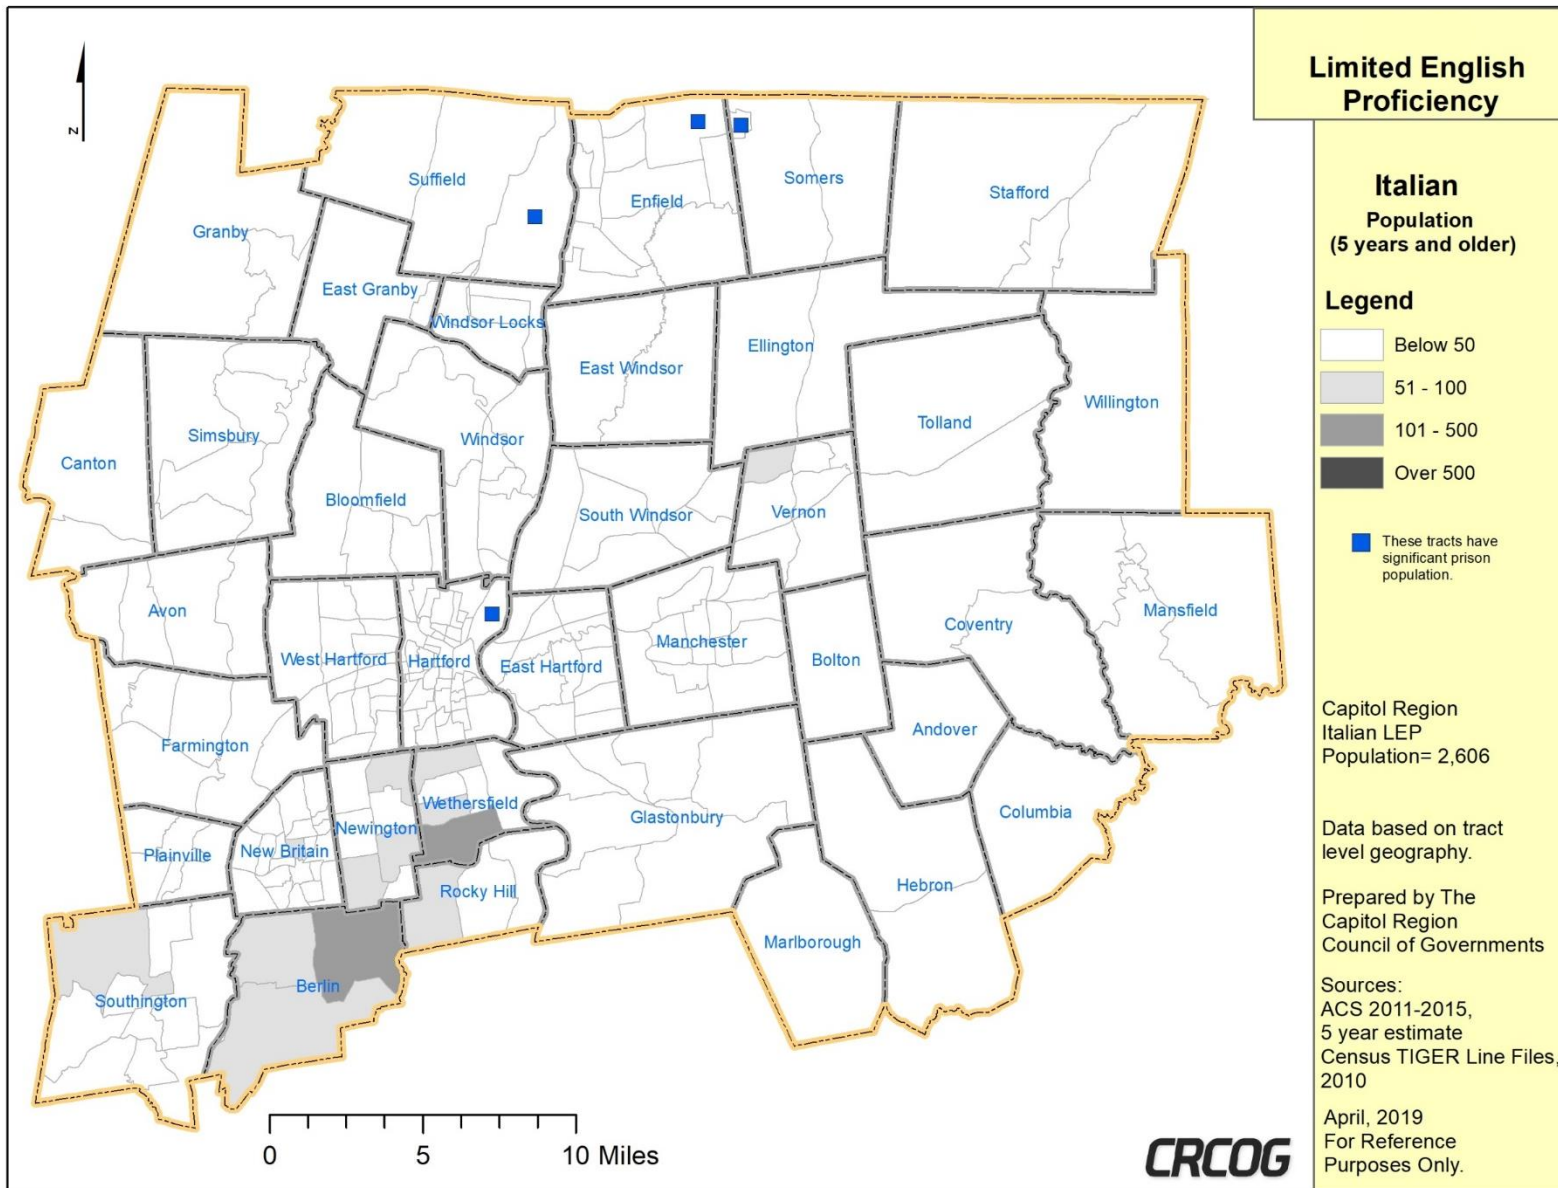 Limited English
Proficiency
Italian
Population
(5 years and older)
Legend
Below 50
51 - 100
101 - 500
Over 500
These tracts have
significant prison
population.
Capitol Region
Italian LEP
Population= 2,606
Data based on tract
level geography.
Prepared by The
Capitol Region
Council of Governments
Sources:
ACS 2011-2015,
5 year estimate
Census TIGER Line Files,
2010
April, 2019
For Reference
Purposes Only.
z
Suffield
Enfield
Somers
Stafford
Granby
East Granby
Windsor Locks
East Windsor
Ellington
Tolland
Willington
Canton
Simsbury
Windsor
Bloomfield
South Windsor
Vernon
Avon
West Hartford
Hartford
East Hartford
Manchester
Bolton
Coventry
Mansfield
Farmington
Andover
Columbia
Plainville
New Britain
Newington
Wethersfield
Glastonbury
Rocky Hill
Hebron
Marlborough
Southington
Berlin
0 5 10 Miles
CRCOG